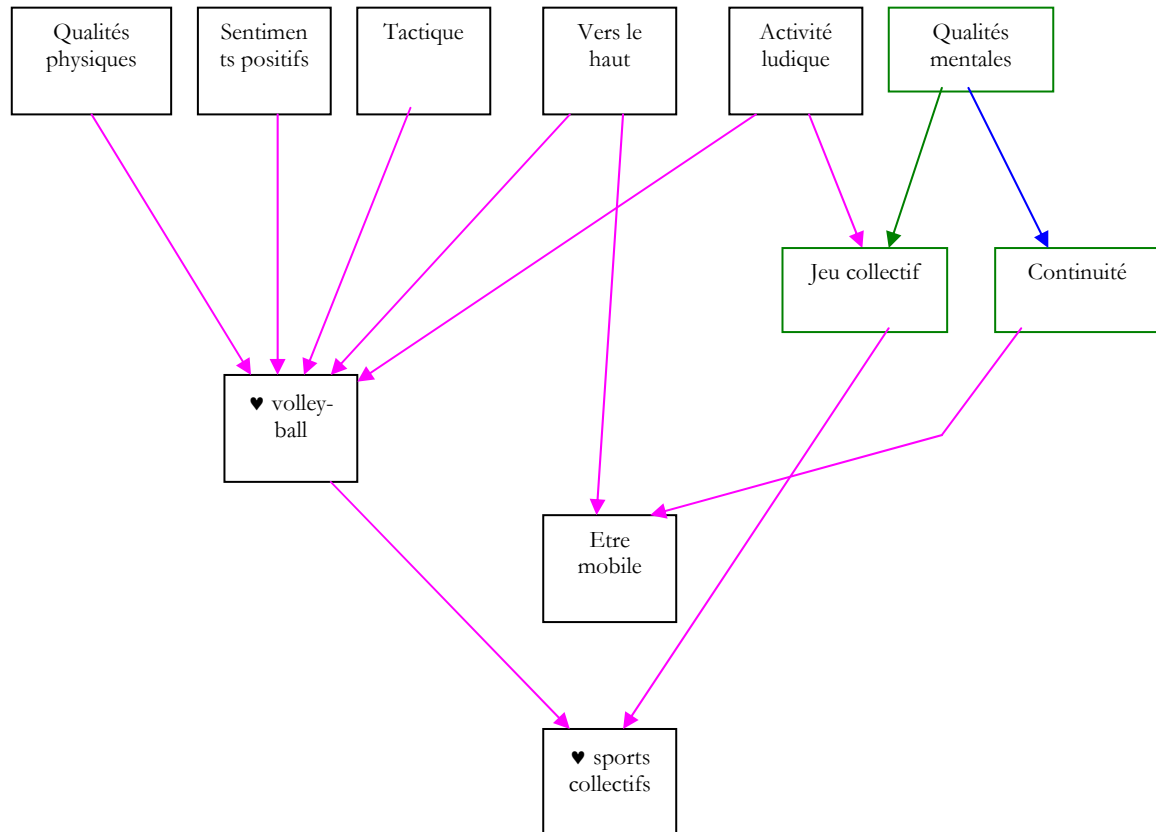 Qualités
physiques
Sentimen
ts positifs
Tactique
Vers le
haut
Activité
ludique
Qualités
mentales
Jeu collectif
Continuité
♥ volley-
ball
Etre
mobile
♥ sports
collectifs